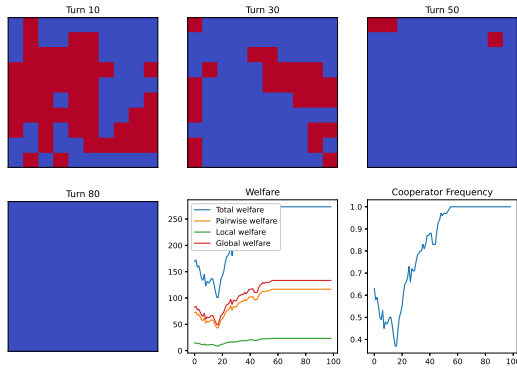 Turn 10
Turn 30
Turn 50
Turn 80
Welfare
Total welfare
Pairwise welfare
Local welfare
Global welfare
250
200
150
100
50
0
0 20 40 60 80 100
Cooperator Frequency
1.0
0.9
0.8
0.7
0.6
0.5
0.4
0 20 40 60 80 100